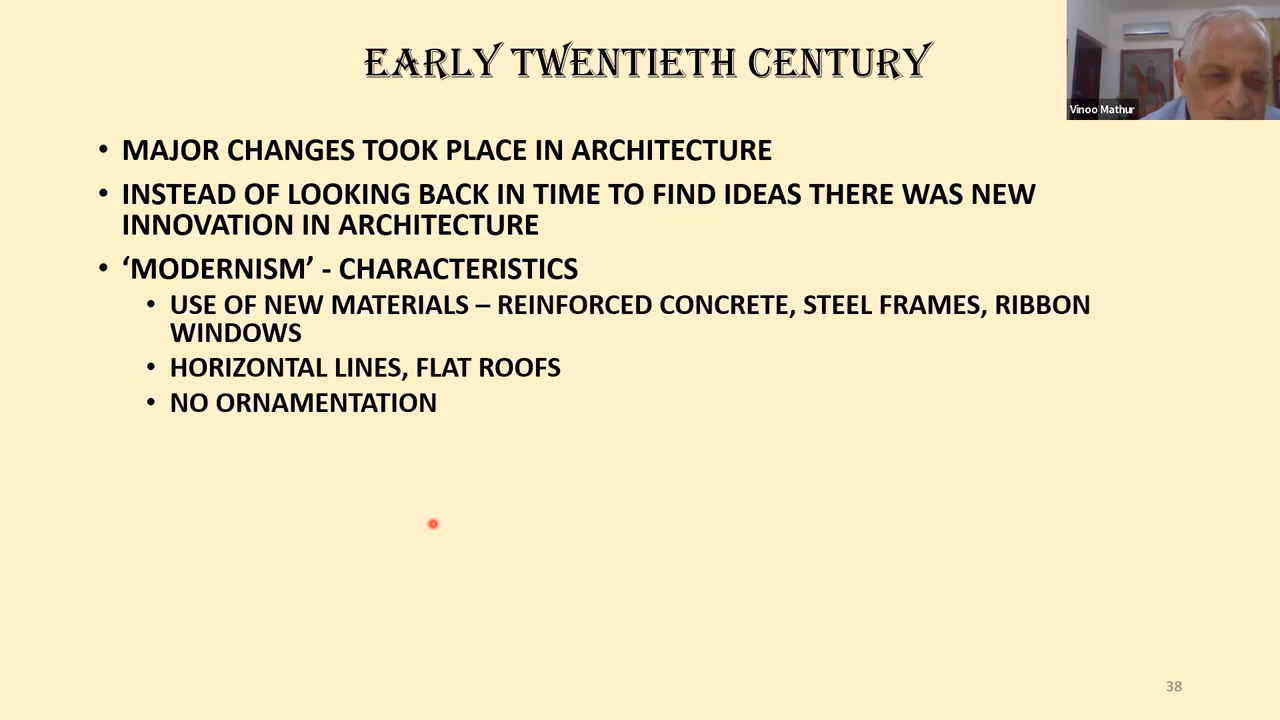 EARLY TWENTIETH CENTURY
Vinoo Mathur
• MAJOR CHANGES TOOK PLACE IN ARCHITECTURE
• INSTEAD OF LOOKING BACK IN TIME TO FIND IDEAS THERE WAS NEW
INNOVATION IN ARCHITECTURE
• ‘MODERNISM’ - CHARACTERISTICS
• USE OF NEW MATERIALS – REINFORCED CONCRETE, STEEL FRAMES, RIBBON
WINDOWS
• HORIZONTAL LINES, FLAT ROOFS
• NO ORNAMENTATION
38